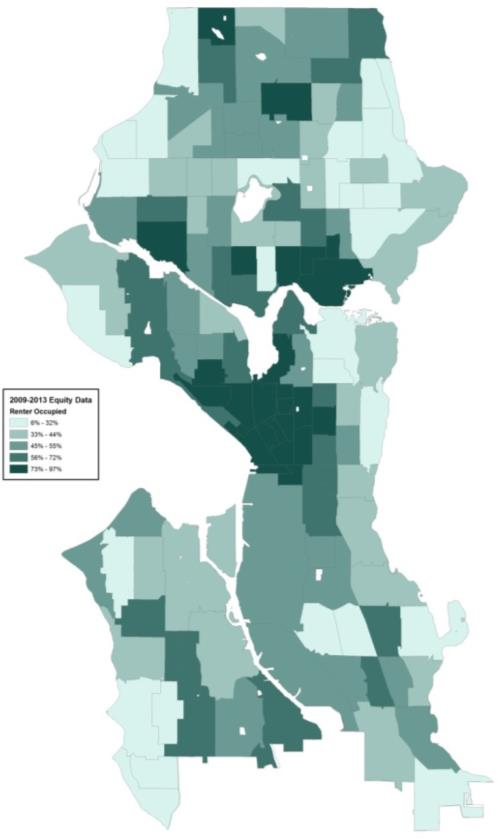 2009-2013 Equity Data
Renter Occupied
6% - 32%
33% - 44%
45% - 55%
56% - 72%
73% - 97%